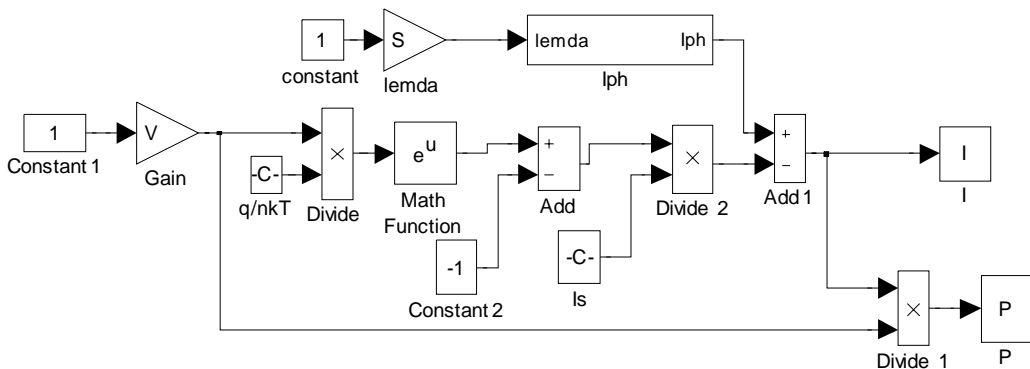 1
constant
S
lemda
lemda
Iph
Iph
1
Constant 1
V
Gain
-C-
q/nkT
×
Divide
e^u
Math
Function
-1
Constant 2
+
−
Add
-C-
Is
×
Divide 2
+
−
Add 1
I
I
×
Divide 1
P
P